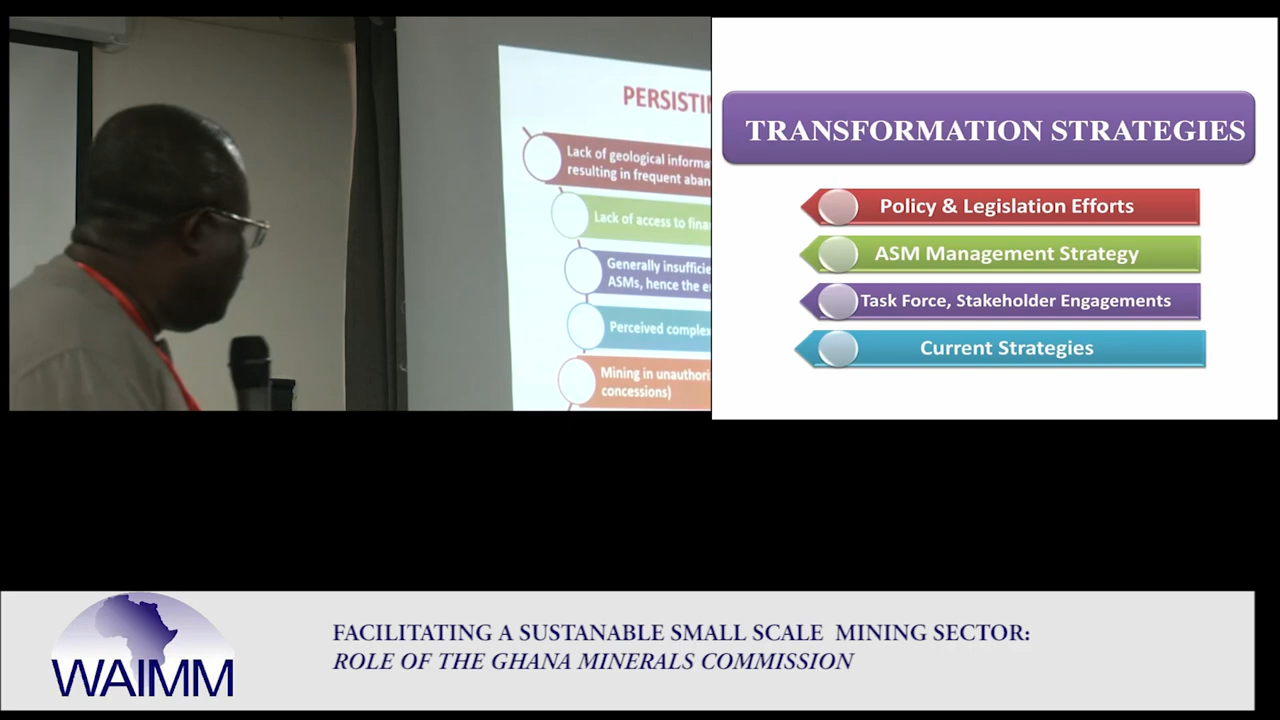 PERSISTI
Lack of geological informa
resulting in frequent aban
Lack of access to fina
Generally insufficie
ASMs, hence the e
Perceived complex
Mining in unauthori
concessions)
TRANSFORMATION STRATEGIES
Policy & Legislation Efforts
ASM Management Strategy
Task Force, Stakeholder Engagements
Current Strategies
WAIMM
FACILITATING A SUSTANABLE SMALL SCALE MINING SECTOR:
ROLE OF THE GHANA MINERALS COMMISSION